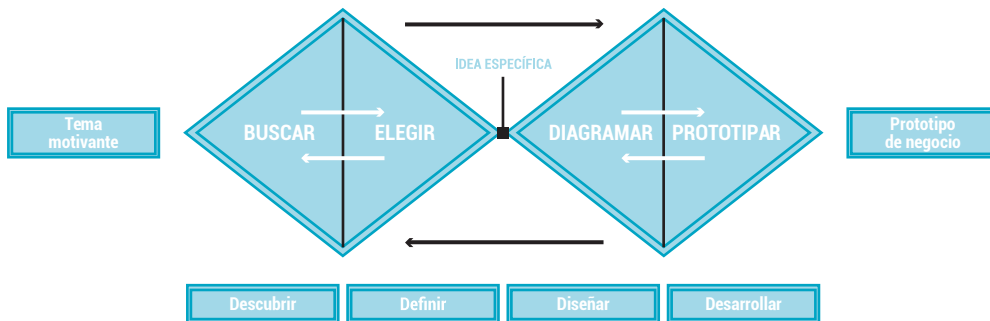 IDEA ESPECÍFICA
Tema
motivante
BUSCAR
ELEGIR
DIAGRAMAR
PROTOTIPAR
Prototipo
de negocio
Descubrir
Definir
Diseñar
Desarrollar